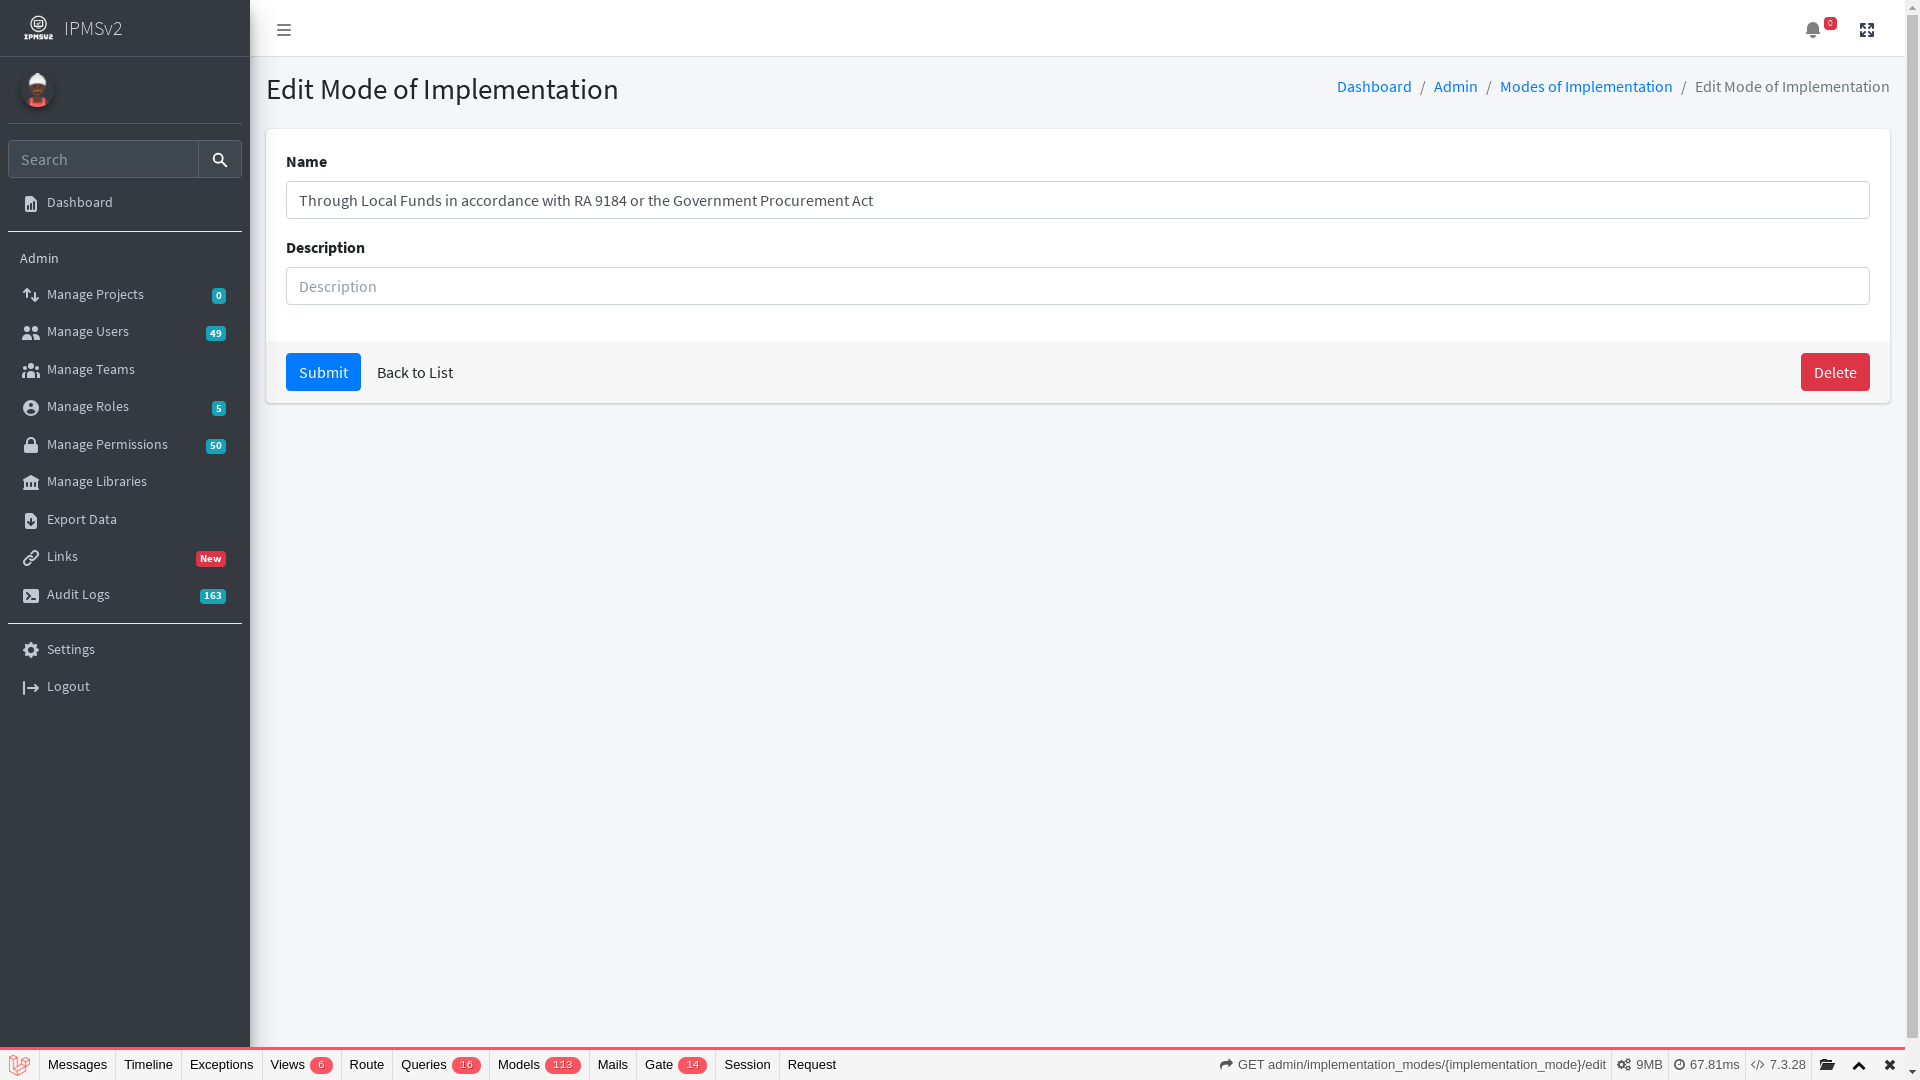 IPMSV2 IPMSv2
0
Edit Mode of Implementation
Dashboard / Admin / Modes of Implementation / Edit Mode of Implementation
Search
Dashboard
Admin
Manage Projects 0
Manage Users 49
Manage Teams
Manage Roles 5
Manage Permissions 50
Manage Libraries
Export Data
Links New
Audit Logs 163
Settings
Logout
Name
Through Local Funds in accordance with RA 9184 or the Government Procurement Act
Description
Description
Submit Back to List Delete
Messages Timeline Exceptions Views 6 Route Queries 16 Models 113 Mails Gate 14 Session Request GET admin/implementation_modes/{implementation_mode}/edit 9MB 67.81ms 7.3.28